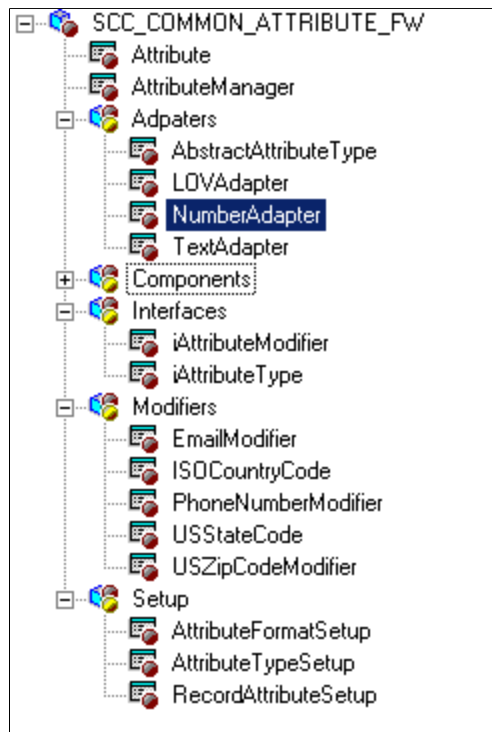 SCC_COMMON_ATTRIBUTE_FW
Attribute
AttributeManager
Adpaters
AbstractAttributeType
LOVAdapter
NumberAdapter
TextAdapter
Components
Interfaces
iAttributeModifier
iAttributeType
Modifiers
EmailModifier
ISOCountryCode
PhoneNumberModifier
USStateCode
USZipCodeModifier
Setup
AttributeFormatSetup
AttributeTypeSetup
RecordAttributeSetup